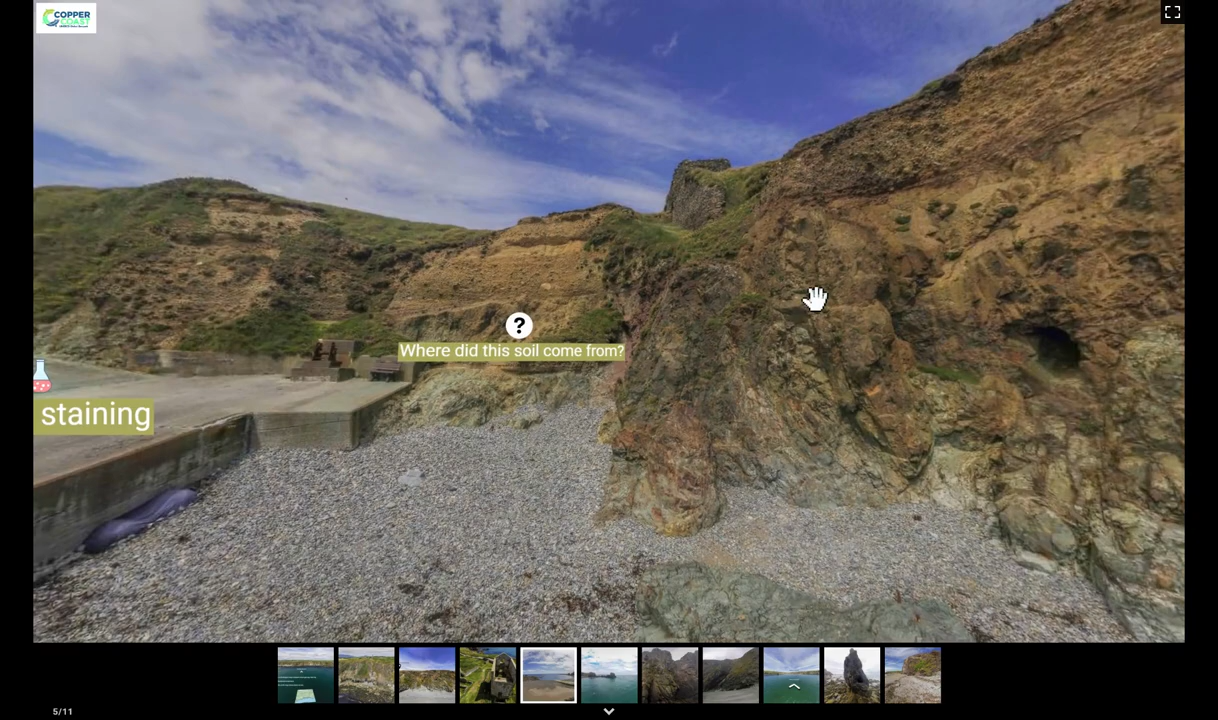 COPPER
COAST
?
Where did this soil come from?
staining
5/11